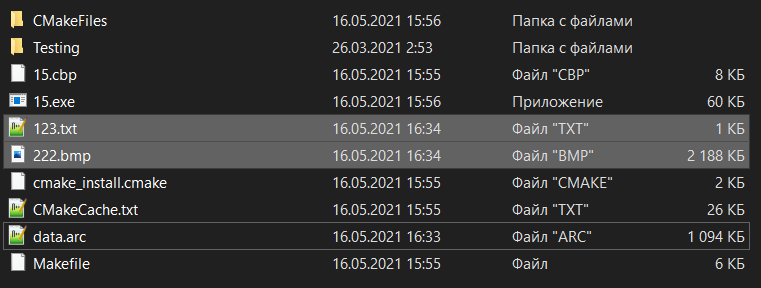 CMakeFiles 16.05.2021 15:56 Папка с файлами
Testing 26.03.2021 2:53 Папка с файлами
15.cbp 16.05.2021 15:55 Файл "CBP" 8 КБ
15.exe 16.05.2021 15:56 Приложение 60 КБ
123.txt 16.05.2021 16:34 Файл "TXT" 1 КБ
222.bmp 16.05.2021 16:34 Файл "BMP" 2 188 КБ
cmake_install.cmake 16.05.2021 15:55 Файл "CMAKE" 2 КБ
CMakeCache.txt 16.05.2021 15:55 Файл "TXT" 26 КБ
data.arc 16.05.2021 16:33 Файл "ARC" 1 094 КБ
Makefile 16.05.2021 15:55 Файл 6 КБ